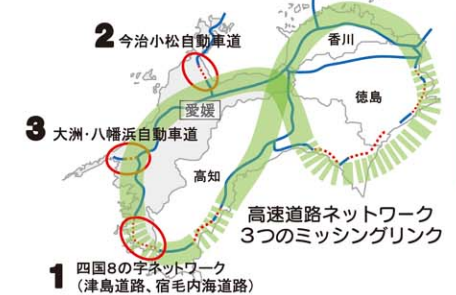 2 今治小松自動車道
香川
徳島
愛媛
3 大洲・八幡浜自動車道
高知
高速道路ネットワーク
3つのミッシングリンク
1 四国8の字ネットワーク
(津島道路、宿毛内海道路)